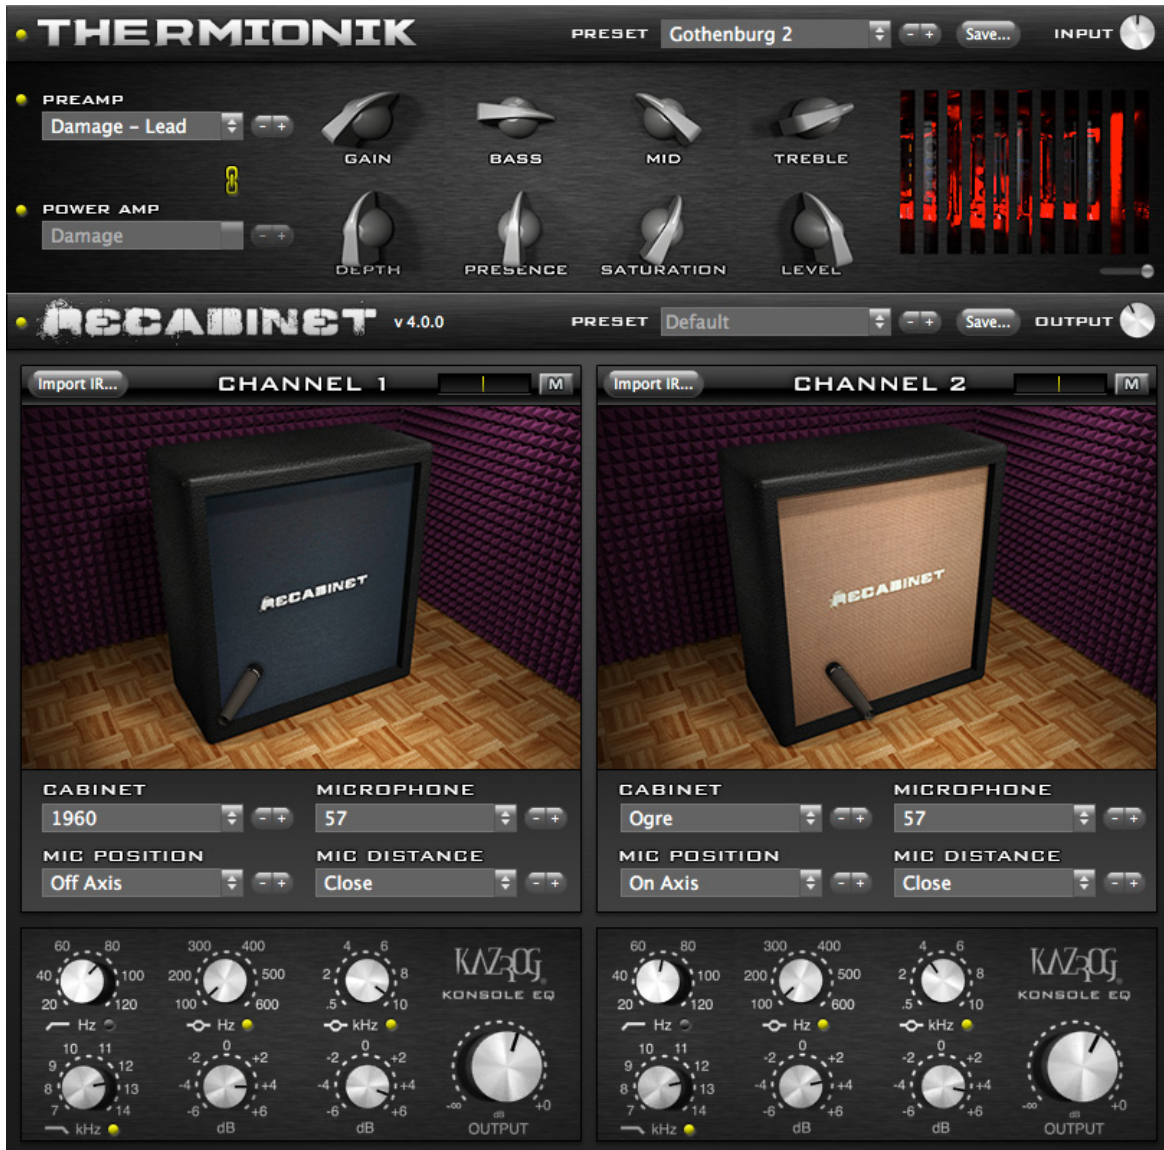 THERMIONIK PRESET Gothenburg 2 - + Save... INPUT
PREAMP
Damage - Lead - +
GAIN BASS MID TREBLE
POWER AMP
Damage - +
DEPTH PRESENCE SATURATION LEVEL
RECABINET v 4.0.0 PRESET Default - + Save... OUTPUT
Import IR... CHANNEL 1 M
RECABINET
CABINET MICROPHONE
1960 - + 57 - +
MIC POSITION MIC DISTANCE
Off Axis - + Close - +
Import IR... CHANNEL 2 M
RECABINET
CABINET MICROPHONE
Ogre - + 57 - +
MIC POSITION MIC DISTANCE
On Axis - + Close - +
60 80 300 400 4 6
40 100 200 500 2 8
20 120 100 600 .5 10
Hz Hz kHz
KAZROG®
KONSOLE EQ
10 11 0 0
9 12 -2 +2 -2 +2
8 13 -4 +4 -4 +4
7 14 -6 +6 -6 +6
kHz dB dB
-∞ dB +0
OUTPUT
60 80 300 400 4 6
40 100 200 500 2 8
20 120 100 600 .5 10
Hz Hz kHz
KAZROG®
KONSOLE EQ
10 11 0 0
9 12 -2 +2 -2 +2
8 13 -4 +4 -4 +4
7 14 -6 +6 -6 +6
kHz dB dB
-∞ dB +0
OUTPUT